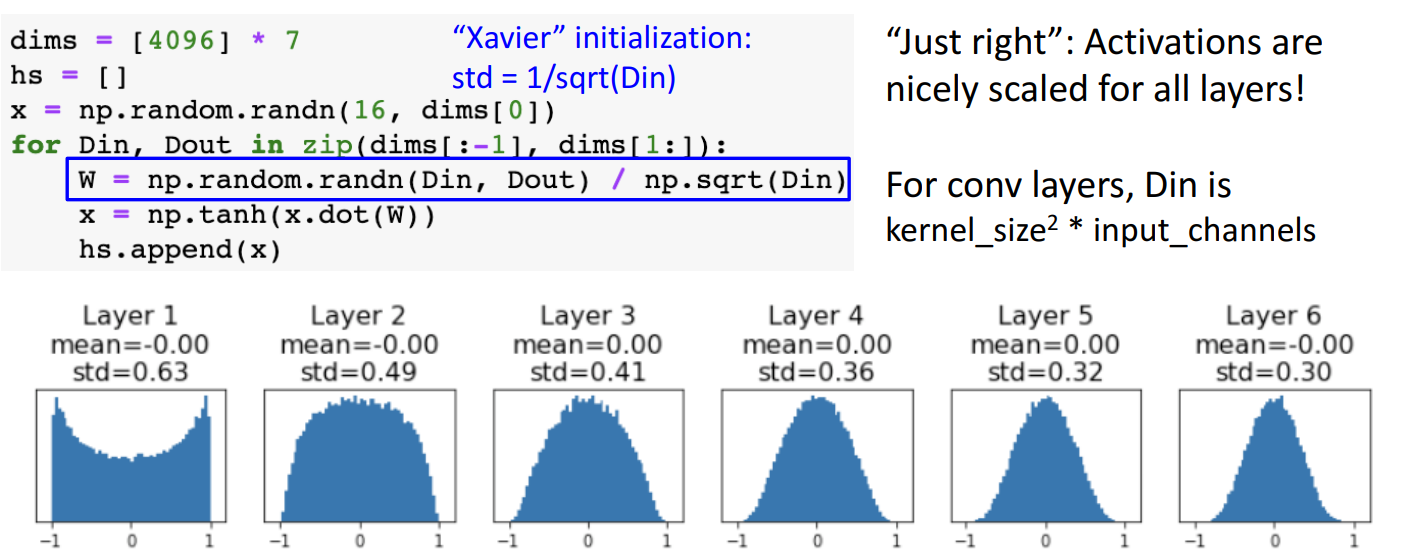 dims = [4096] * 7
hs = []
x = np.random.randn(16, dims[0])
for Din, Dout in zip(dims[:-1], dims[1:]):
    W = np.random.randn(Din, Dout) / np.sqrt(Din)
    x = np.tanh(x.dot(W))
    hs.append(x)
“Xavier” initialization:
std = 1/sqrt(Din)
“Just right”: Activations are
nicely scaled for all layers!
For conv layers, Din is
kernel_size² * input_channels
Layer 1
mean=-0.00
std=0.63
-1 0 1
Layer 2
mean=-0.00
std=0.49
-1 0 1
Layer 3
mean=0.00
std=0.41
-1 0 1
Layer 4
mean=0.00
std=0.36
-1 0 1
Layer 5
mean=0.00
std=0.32
-1 0 1
Layer 6
mean=-0.00
std=0.30
-1 0 1